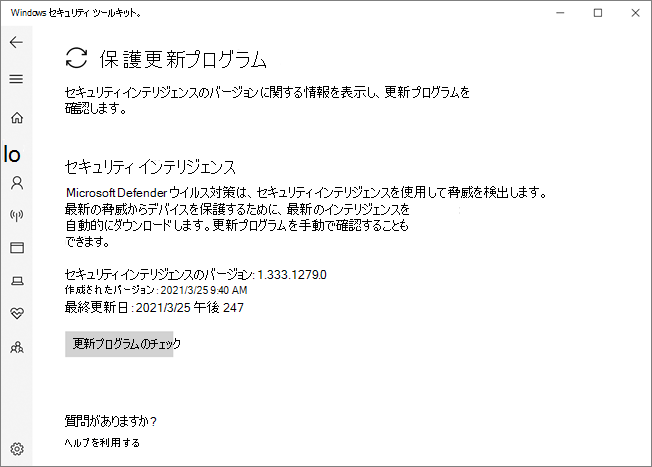 Windows セキュリティ ツールキット。
保護更新プログラム
セキュリティ インテリジェンスのバージョンに関する情報を表示し、更新プログラムを
確認します。
lo
セキュリティ インテリジェンス
Microsoft Defender ウイルス対策は、セキュリティ インテリジェンスを使用して脅威を検出します。
最新の脅威からデバイスを保護するために、最新のインテリジェンスを
自動的にダウンロードします。更新プログラムを手動で確認することも
できます。
セキュリティ インテリジェンスのバージョン: 1.333.1279.0
作成されたバージョン: 2021/3/25 9:40 AM
最終更新日: 2021/3/25 午後 247
更新プログラムのチェック
質問がありますか?
ヘルプを利用する